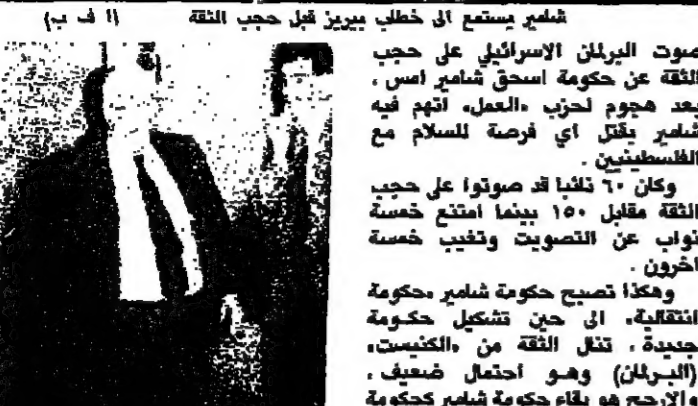 شامير يستمع الى خطاب بيريز قبل حجب الثقة (ا ف ب)
صوت البرلمان الاسرائيلي على حجب
الثقة عن حكومة اسحق شامير امس ،
بعد هجوم لحزب «العمل» اتهم فيه
شامير بقتل اي فرصة للسلام مع
الفلسطينيين .
وكان ٦٠ نائبا قد صوتوا على حجب
الثقة مقابل ١٥٠ بينما امتنع خمسة
نواب عن التصويت وتغيب خمسة
اخرون .
وهكذا تصبح حكومة شامير «حكومة
انتقالية» الى حين تشكيل حكومة
جديدة ، تنال الثقة من «الكنيست»
(البرلمان) وهو احتمال ضعيف ،
والارجح هو بقاء حكومة شامير كحكومة